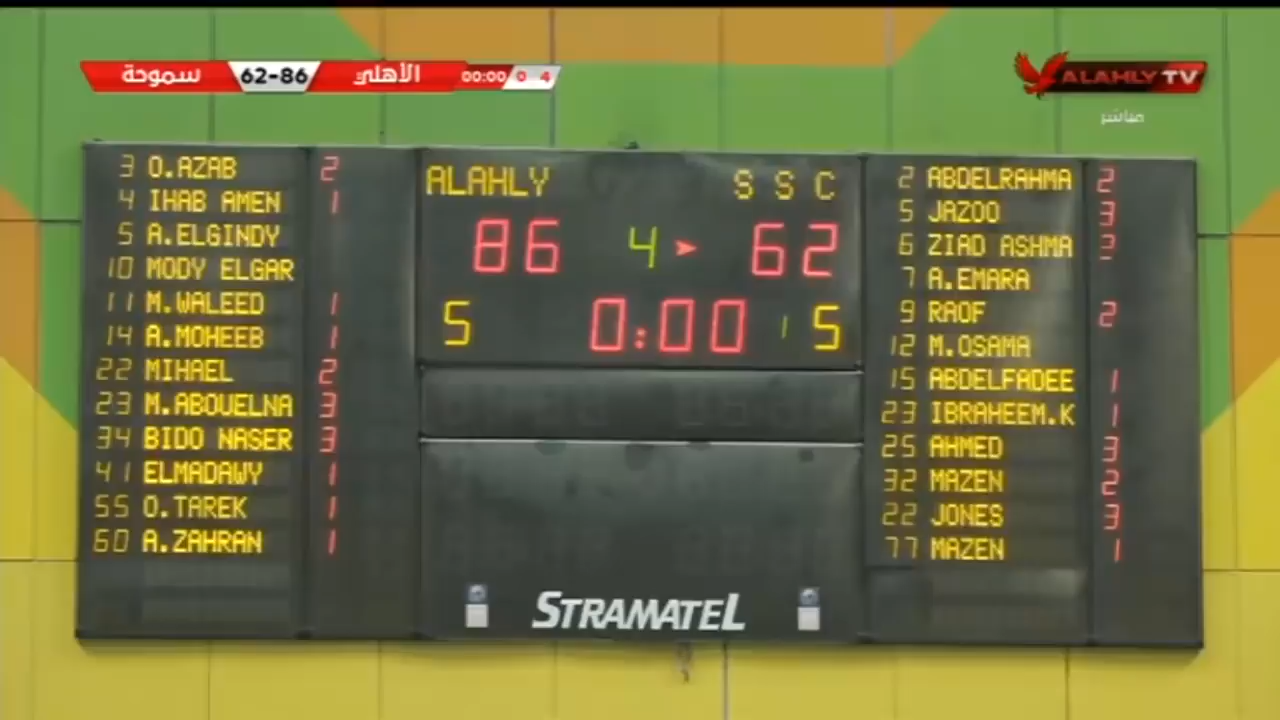 سموحة 62-86 الأهلي 00:00 0 4
ALAHLY TV
مباشر
3 O.AZAB 2
4 IHAB AMEN 1
5 A.ELGINDY
10 MODY ELGAR
11 M.WALEED 1
14 A.MOHEEB 1
22 MIHAEL 2
23 M.ABOUELNA 3
34 BIDO NASER 3
41 ELMADAWY 1
55 O.TAREK 1
60 A.ZAHRAN 1
ALAHLY SSC
86 4 62
5 0:00 1 5
STRAMATEL
2 ABDELRAHMA 2
5 JAZOO 3
6 ZIAD ASHMA
7 A.EMARA
9 RAOF 2
12 M.OSAMA
15 ABDELFADEE 1
23 IBRAHEEM.K 1
25 AHMED 3
32 MAZEN 2
22 JONES 3
77 MAZEN 1